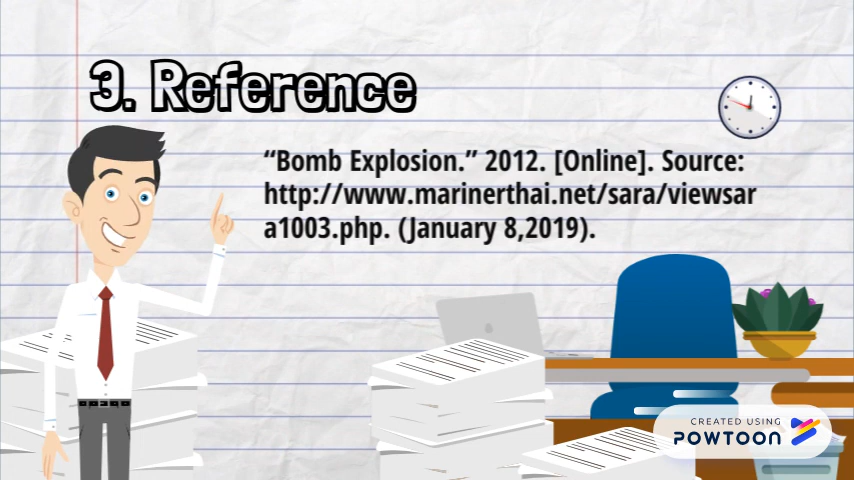 3. Reference
“Bomb Explosion.” 2012. [Online]. Source:
http://www.marinerthai.net/sara/viewsar
a1003.php. (January 8,2019).
CREATED USING
POWTOON